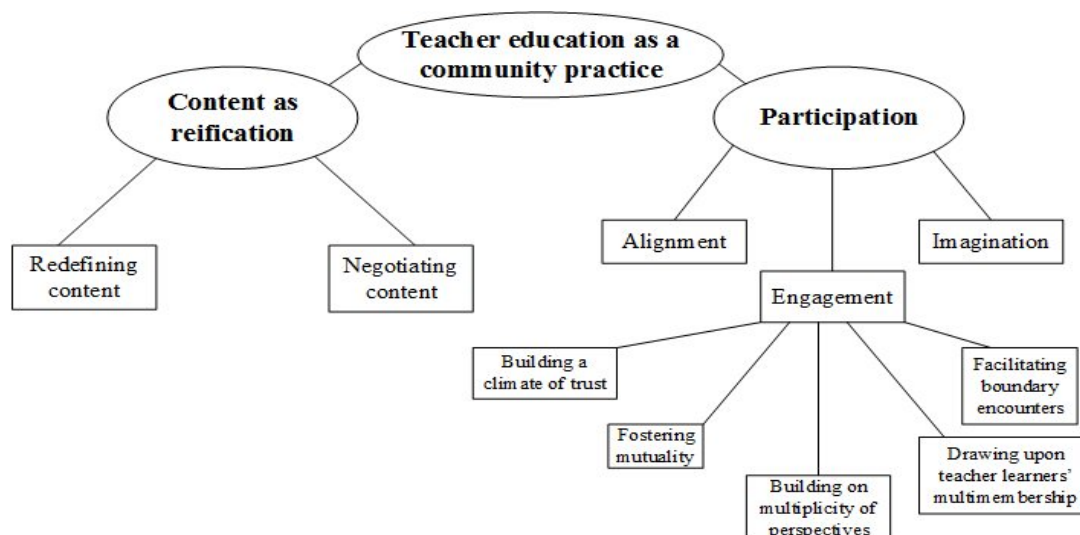 Teacher education as a
community practice
Content as
reification
Participation
Redefining
content
Negotiating
content
Alignment
Imagination
Engagement
Building a
climate of trust
Fostering
mutuality
Building on
multiplicity of
perspectives
Drawing upon
teacher learners’
multimembership
Facilitating
boundary
encounters